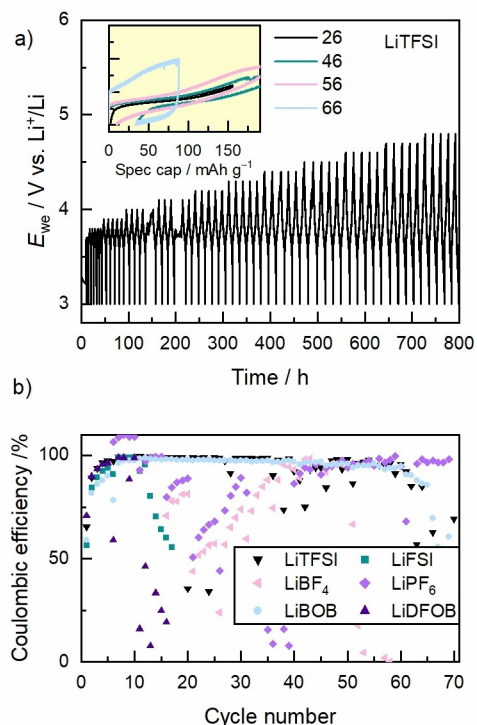 a)
LiTFSI
26
46
56
66
0 50 100 150
Spec cap / mAh g⁻¹
6
5
4
3
E_we / V vs. Li⁺/Li
0 100 200 300 400 500 600 700 800
Time / h
b)
100
50
0
Coulombic efficiency /%
LiTFSI LiFSI
LiBF₄ LiPF₆
LiBOB LiDFOB
0 10 20 30 40 50 60 70
Cycle number